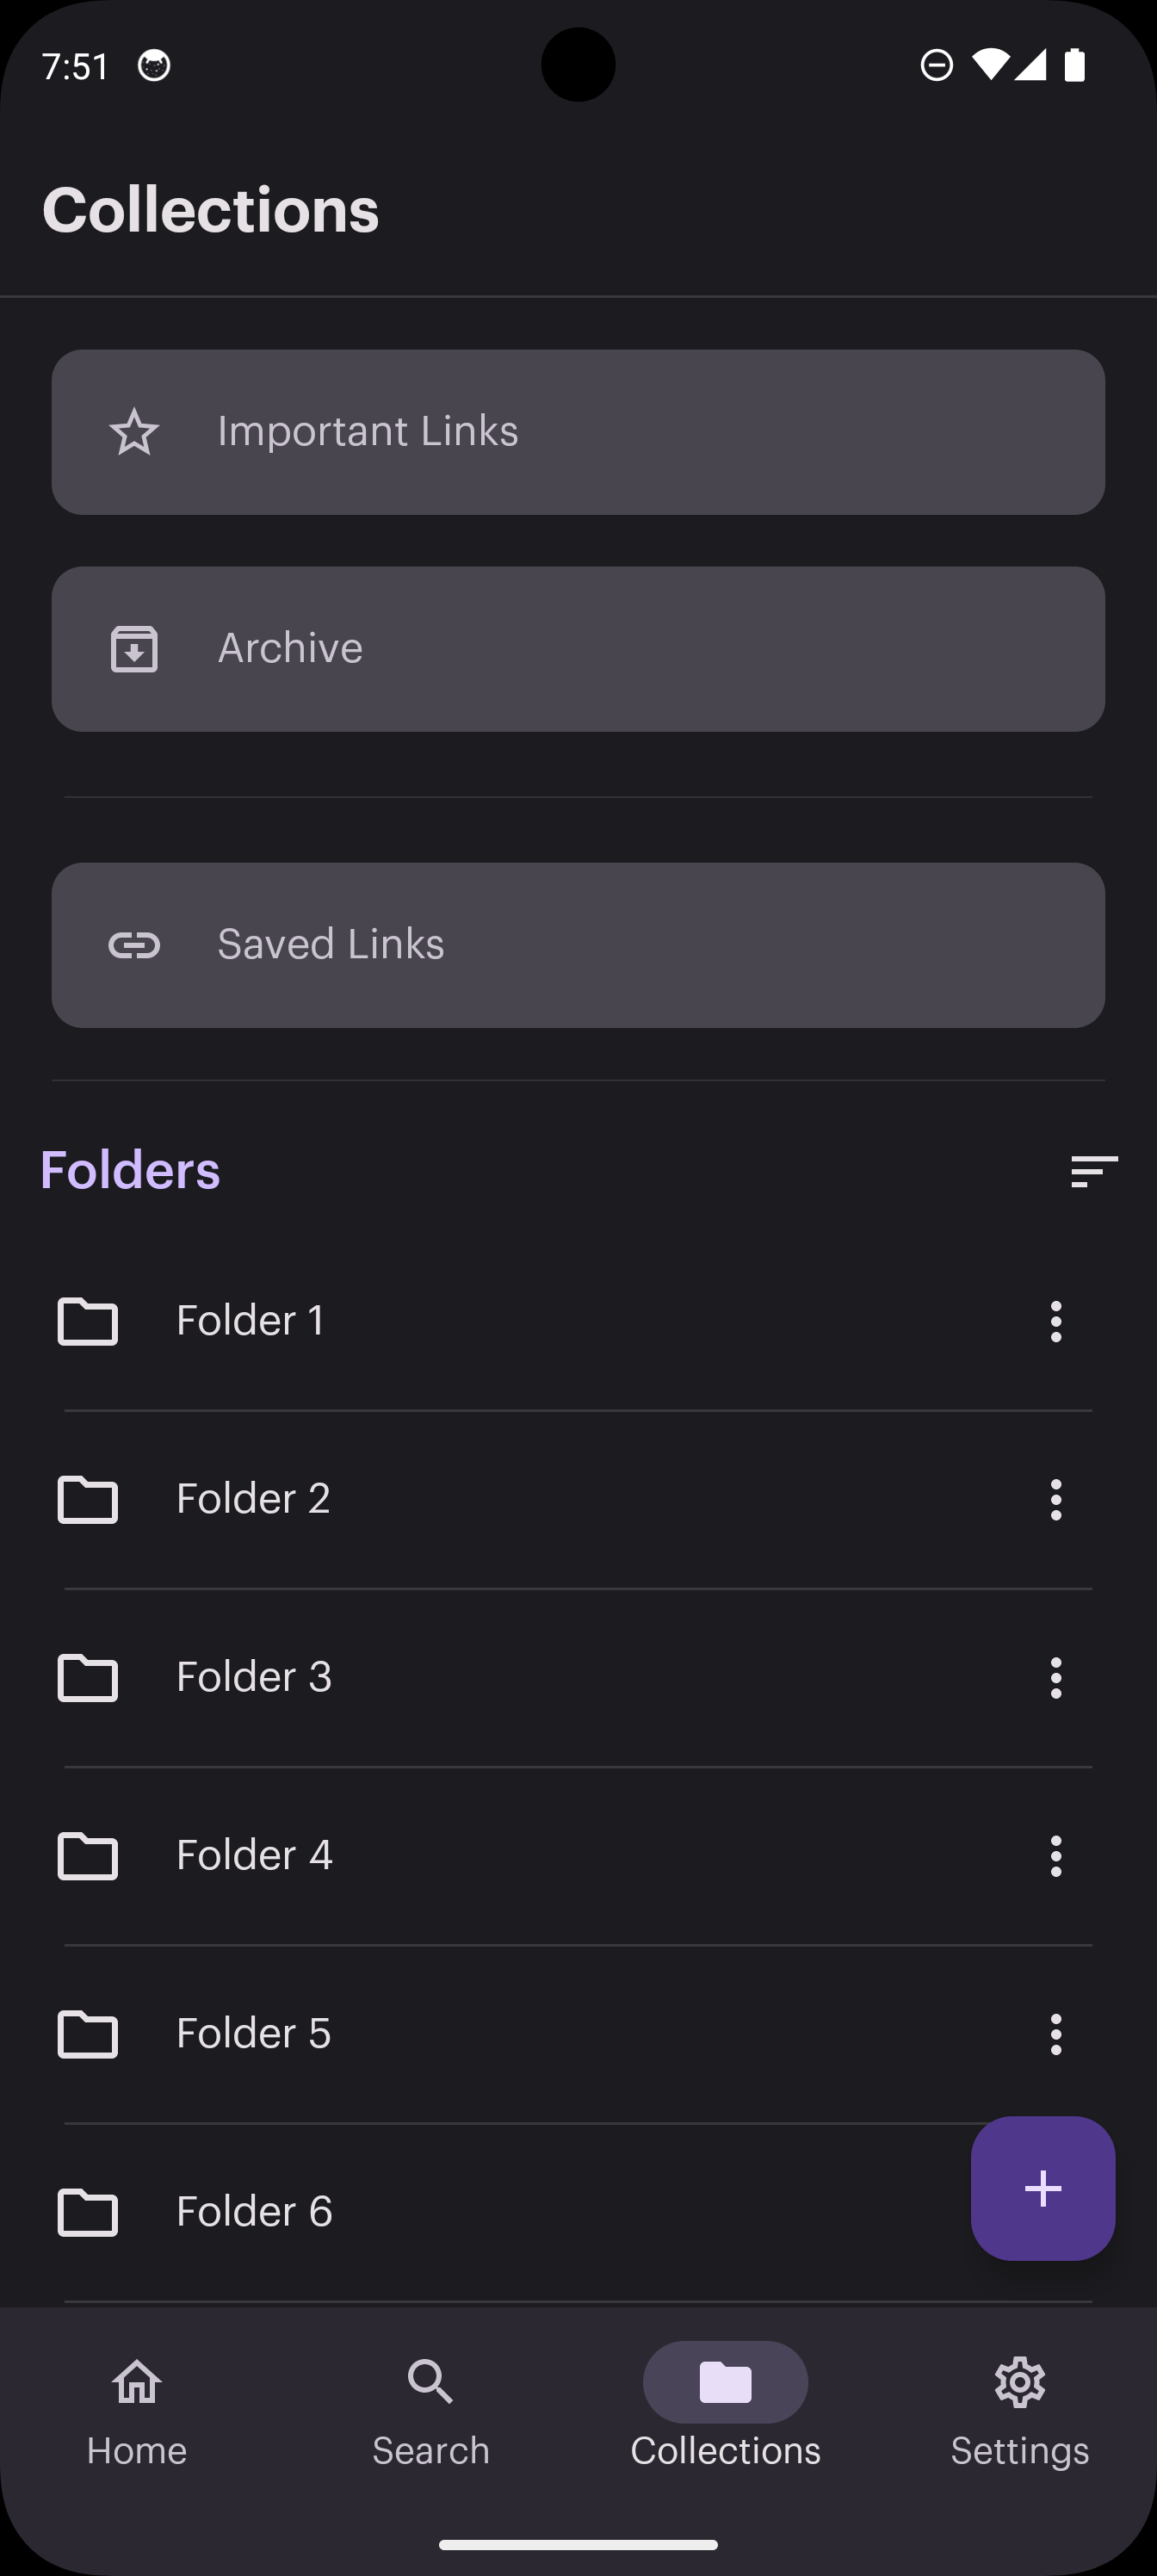 7:51
Collections
Important Links
Archive
Saved Links
Folders
Folder 1
Folder 2
Folder 3
Folder 4
Folder 5
Folder 6
Home
Search
Collections
Settings